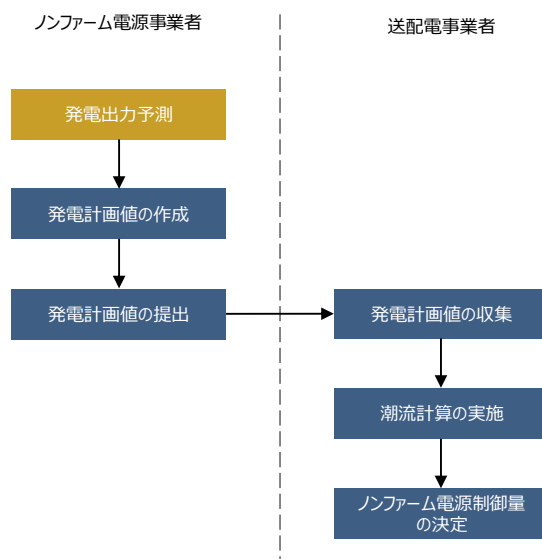 ノンファーム電源事業者
送配電事業者
発電出力予測
発電計画値の作成
発電計画値の提出
発電計画値の収集
潮流計算の実施
ノンファーム電源制御量
の決定